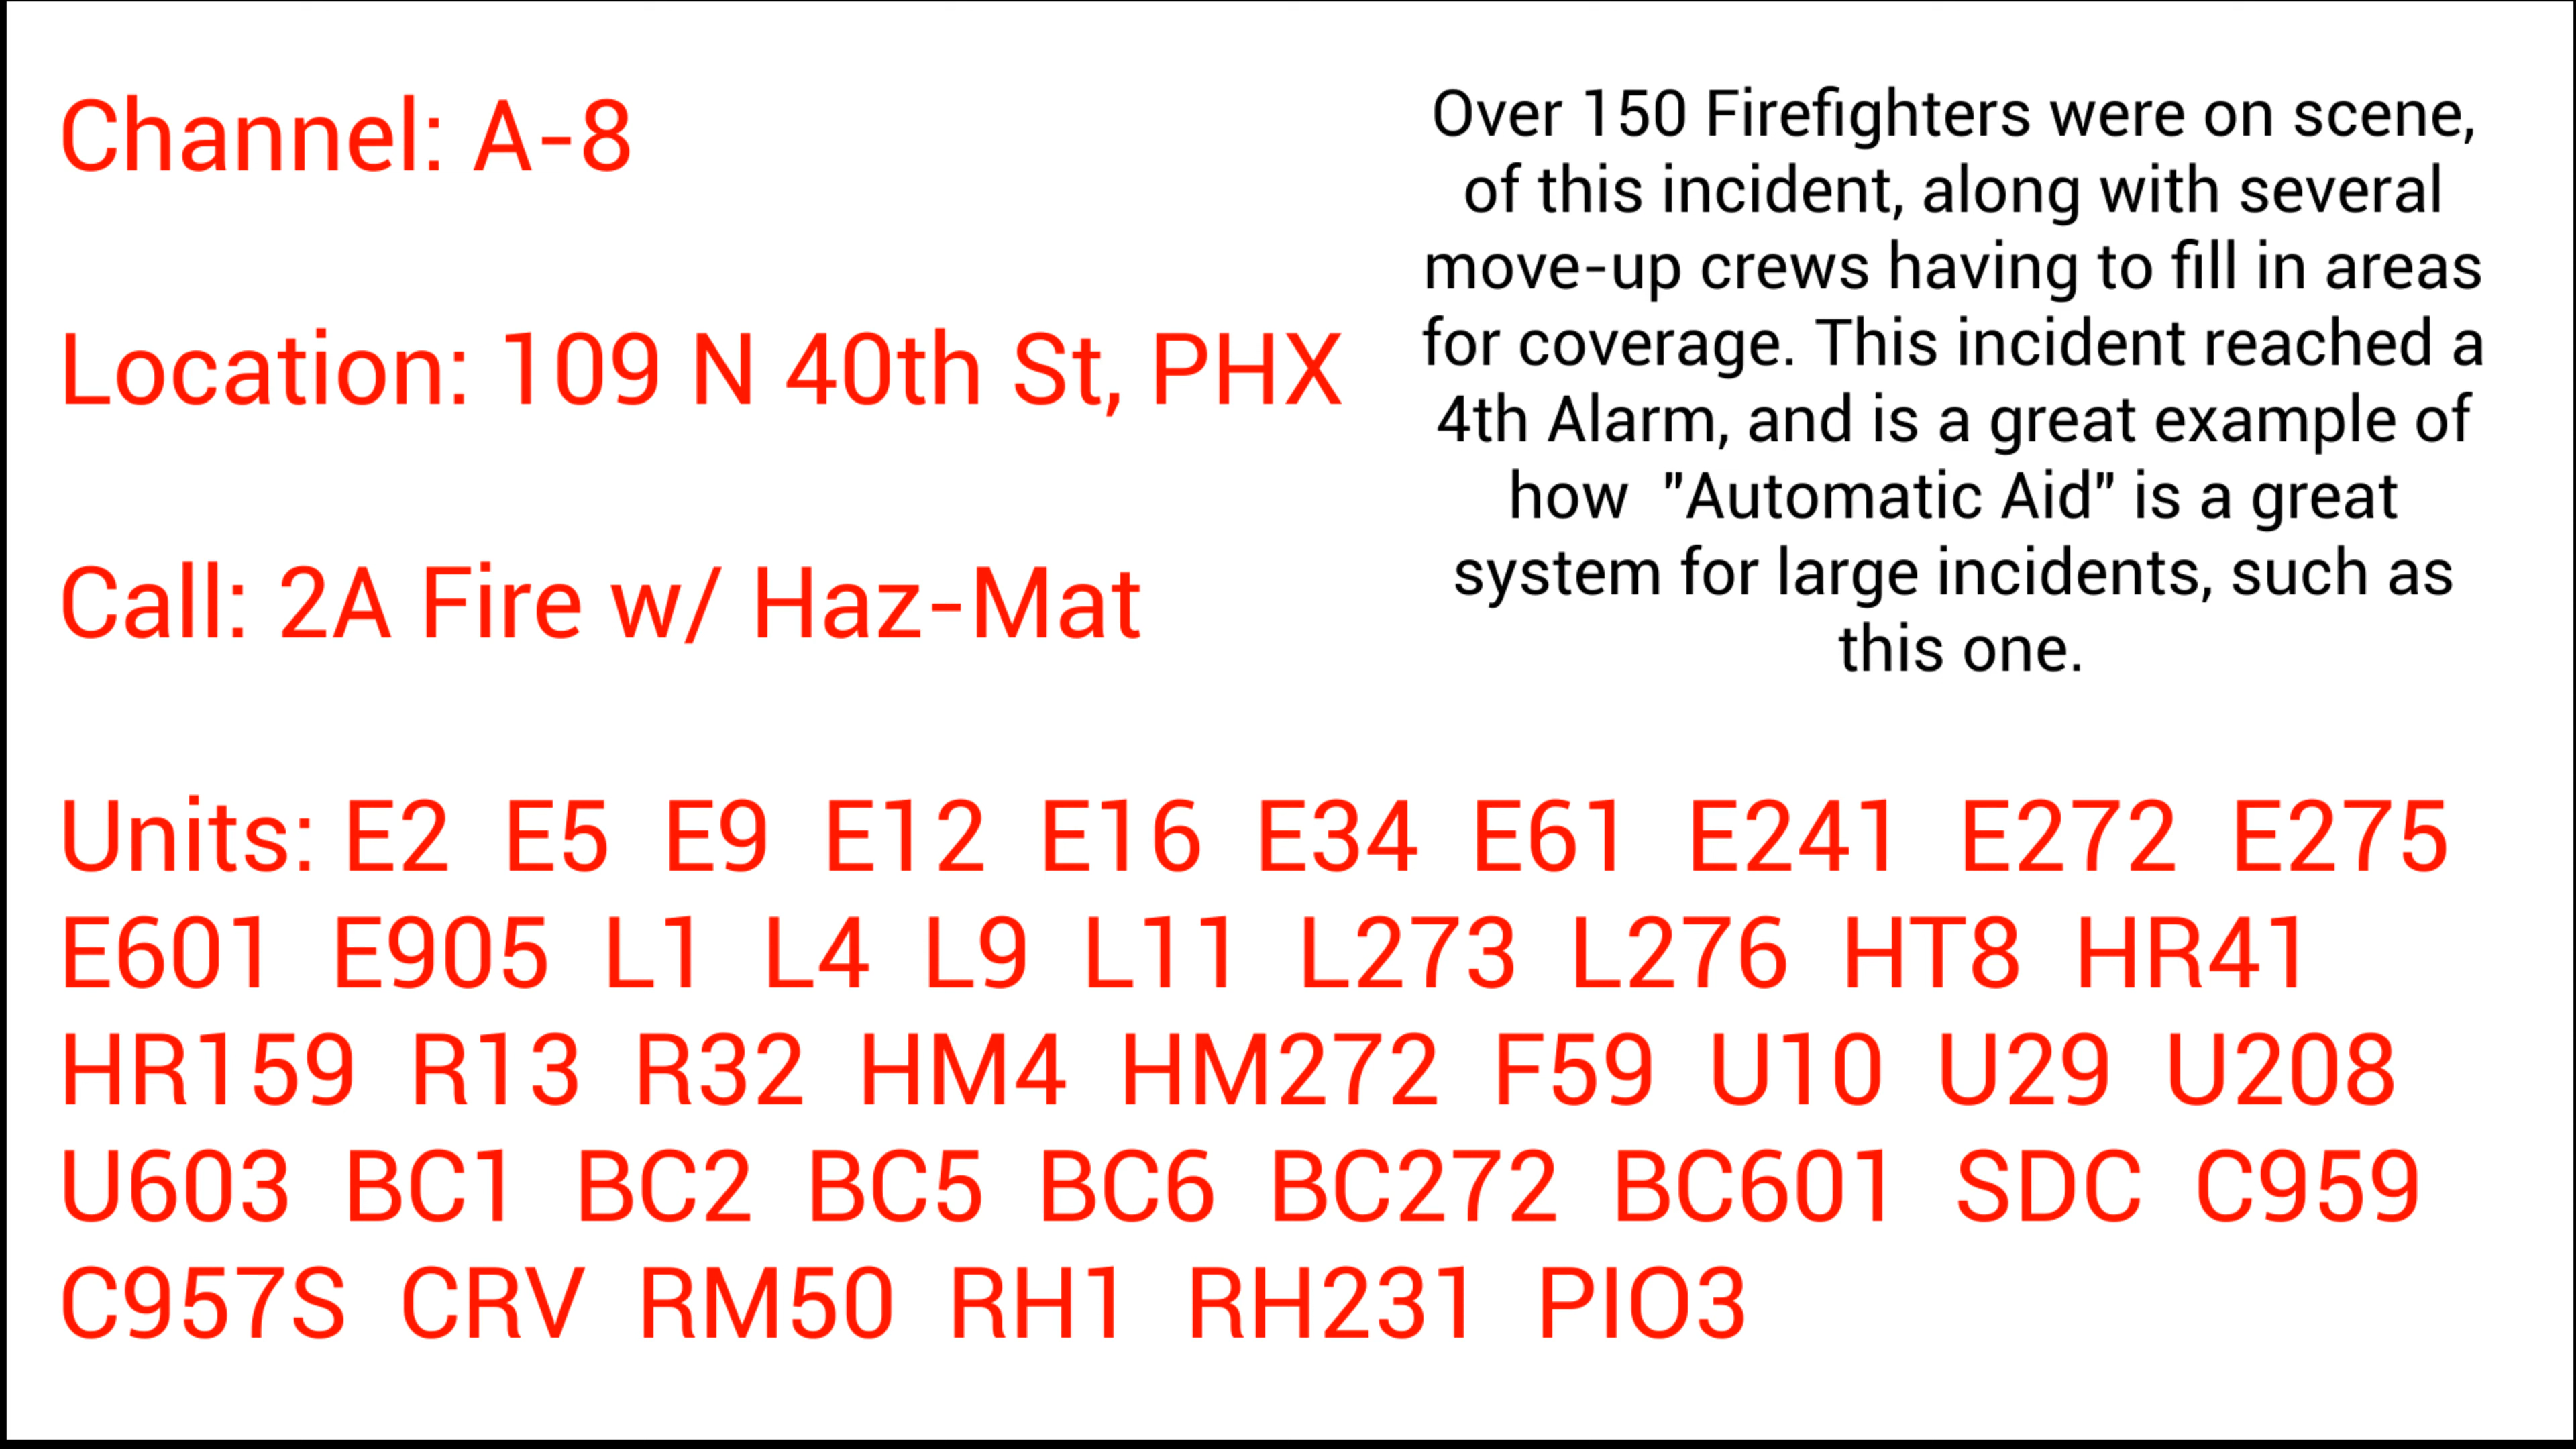 Channel: A-8
Location: 109 N 40th St, PHX
Call: 2A Fire w/ Haz-Mat
Over 150 Firefighters were on scene,
of this incident, along with several
move-up crews having to fill in areas
for coverage. This incident reached a
4th Alarm, and is a great example of
how  "Automatic Aid" is a great
system for large incidents, such as
this one.
Units: E2  E5  E9  E12  E16  E34  E61  E241  E272  E275
E601  E905  L1  L4  L9  L11  L273  L276  HT8  HR41
HR159  R13  R32  HM4  HM272  F59  U10  U29  U208
U603  BC1  BC2  BC5  BC6  BC272  BC601  SDC  C959
C957S  CRV  RM50  RH1  RH231  PIO3